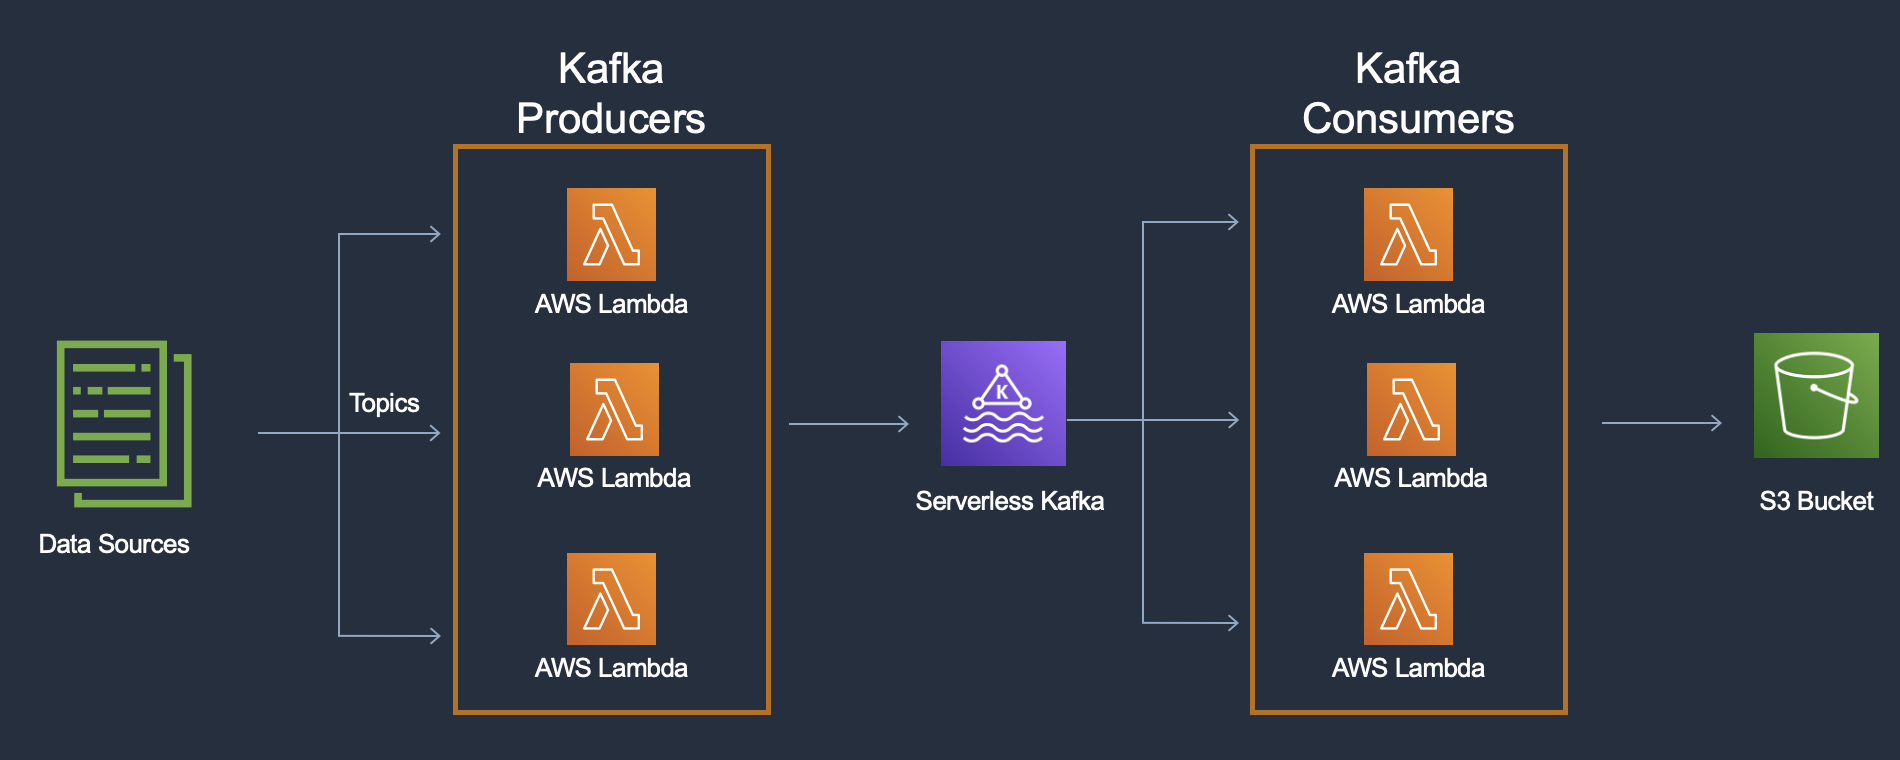 Kafka
Producers
Kafka
Consumers
AWS Lambda
AWS Lambda
Topics
AWS Lambda
AWS Lambda
K
Serverless Kafka
S3 Bucket
Data Sources
AWS Lambda
AWS Lambda